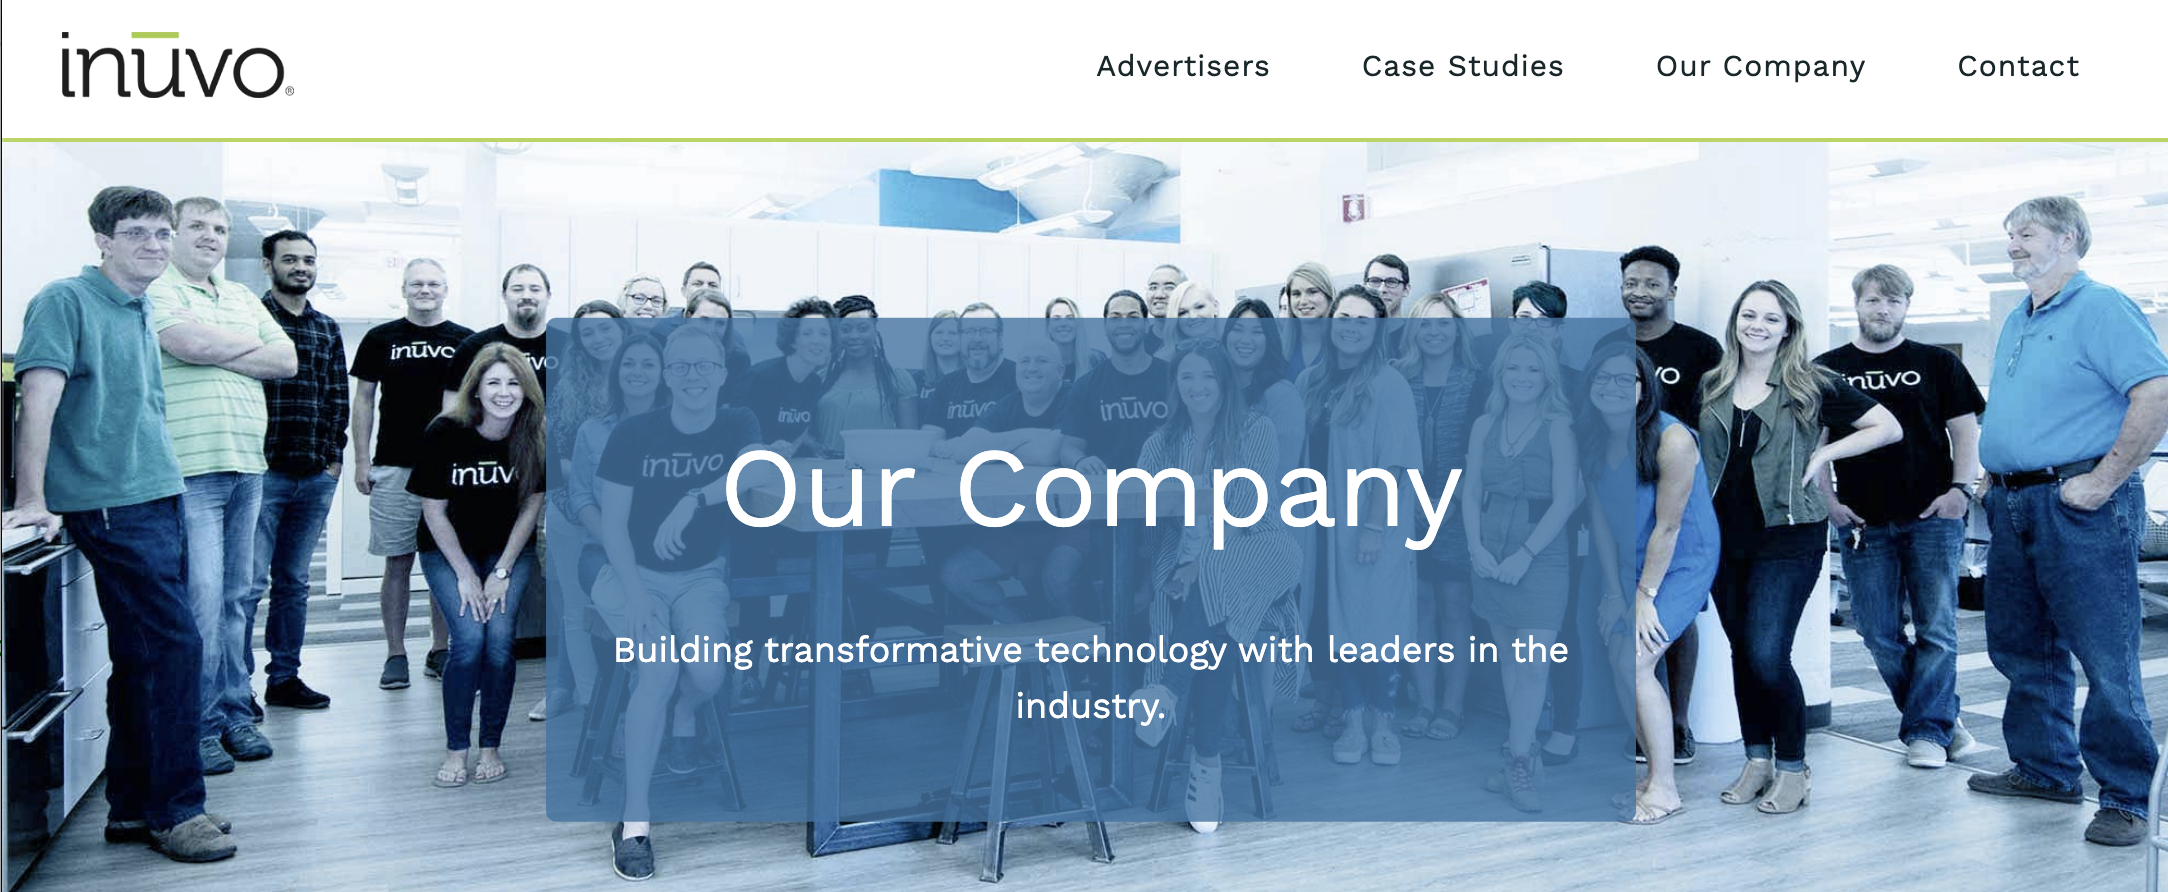 inūvo®
Advertisers
Case Studies
Our Company
Contact
inūvo
inūvo
inūvo
inūvo
inūvo
inūvo
Our Company
Building transformative technology with leaders in the
industry.